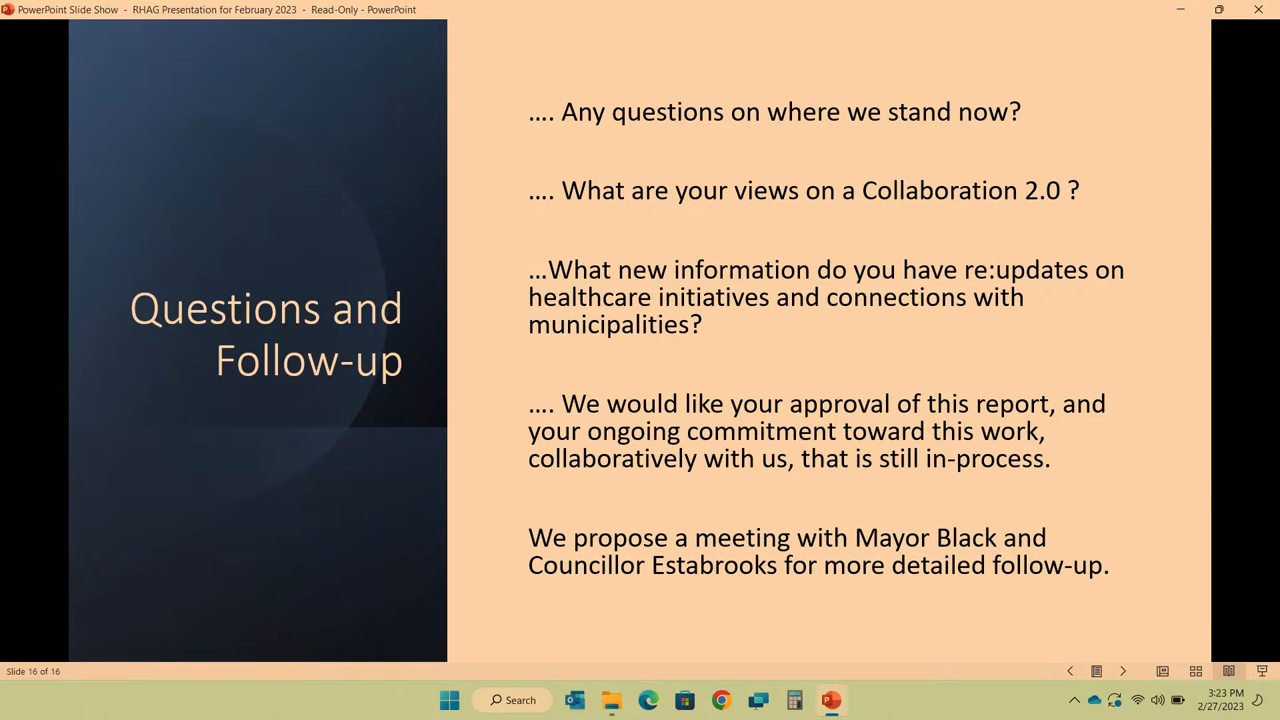 PowerPoint Slide Show - RHAG Presentation for February 2023 - Read-Only - PowerPoint
Questions and
Follow-up
.... Any questions on where we stand now?
.... What are your views on a Collaboration 2.0 ?
...What new information do you have re:updates on
healthcare initiatives and connections with
municipalities?
.... We would like your approval of this report, and
your ongoing commitment toward this work,
collaboratively with us, that is still in-process.
We propose a meeting with Mayor Black and
Councillor Estabrooks for more detailed follow-up.
Slide 16 of 16
Search
3:23 PM
2/27/2023